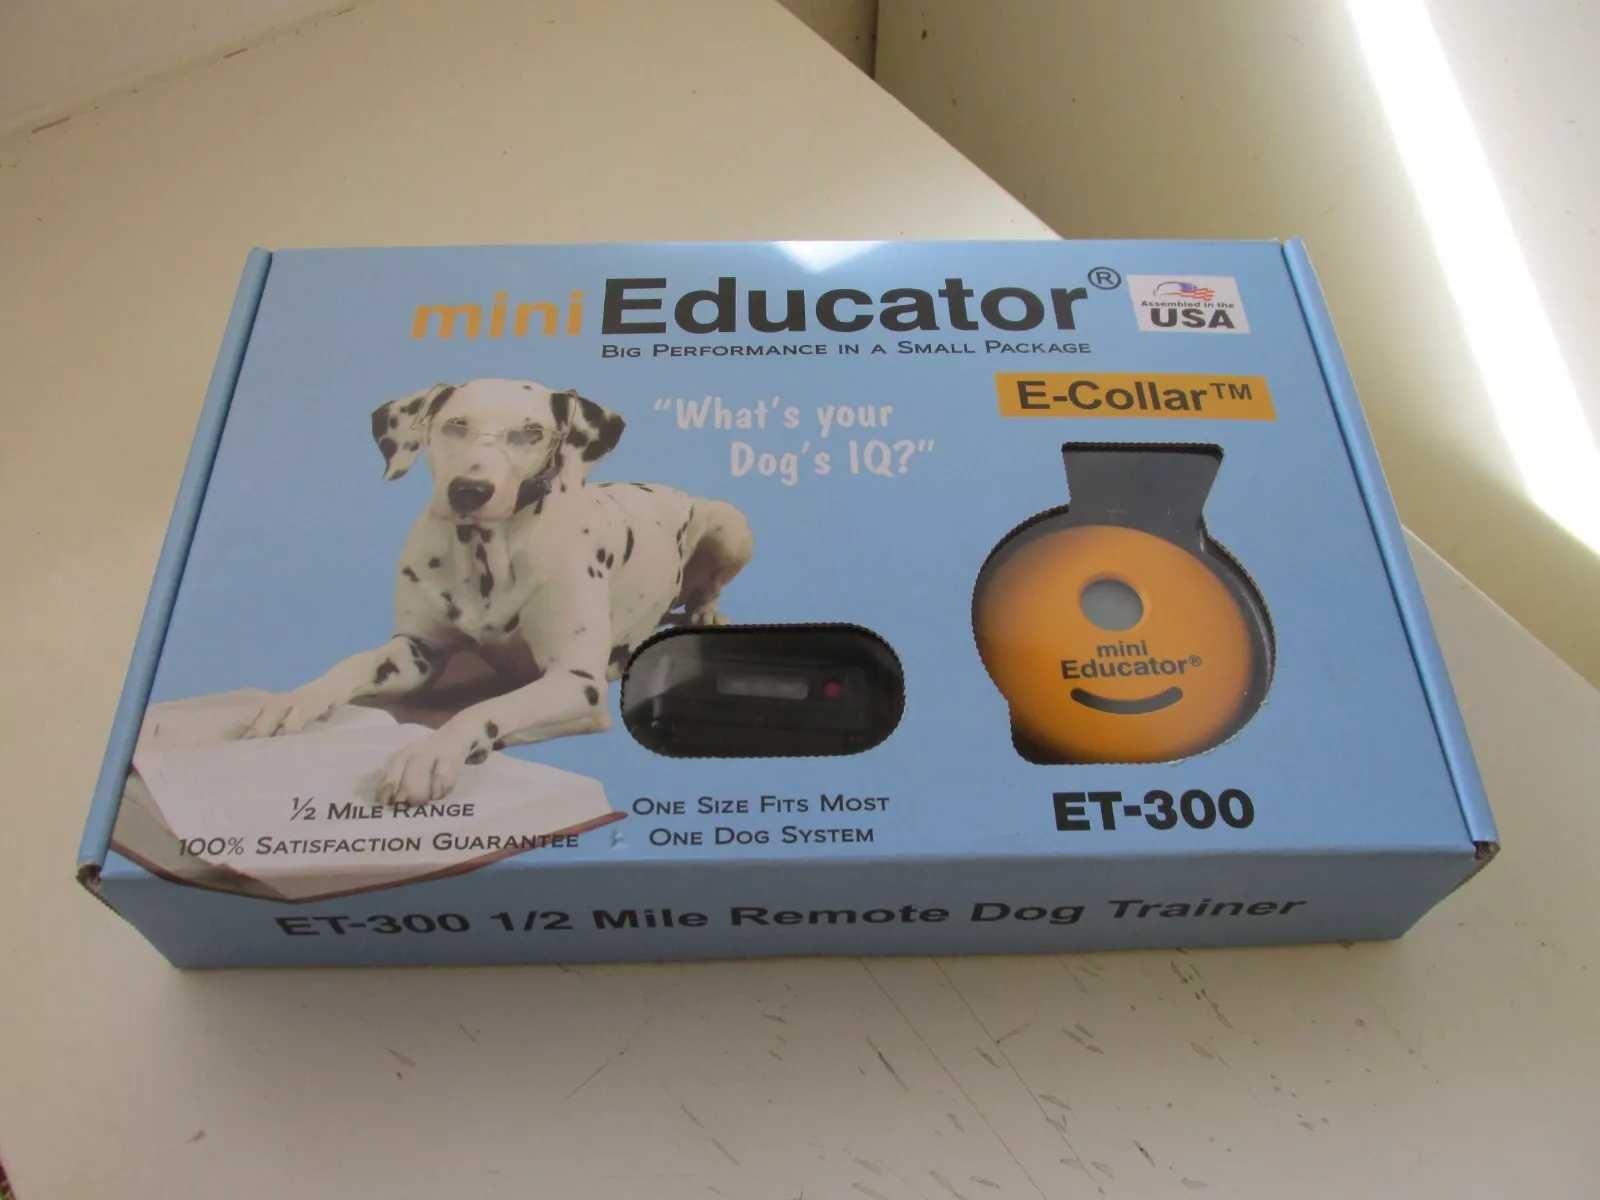 mini Educator®
BIG PERFORMANCE IN A SMALL PACKAGE
Assembled in the
USA
E-Collar™
"What's your
Dog's IQ?"
mini
Educator®
½ MILE RANGE
100% SATISFACTION GUARANTEE
ONE SIZE FITS MOST
ONE DOG SYSTEM
ET-300
ET-300 1/2 Mile Remote Dog Trainer